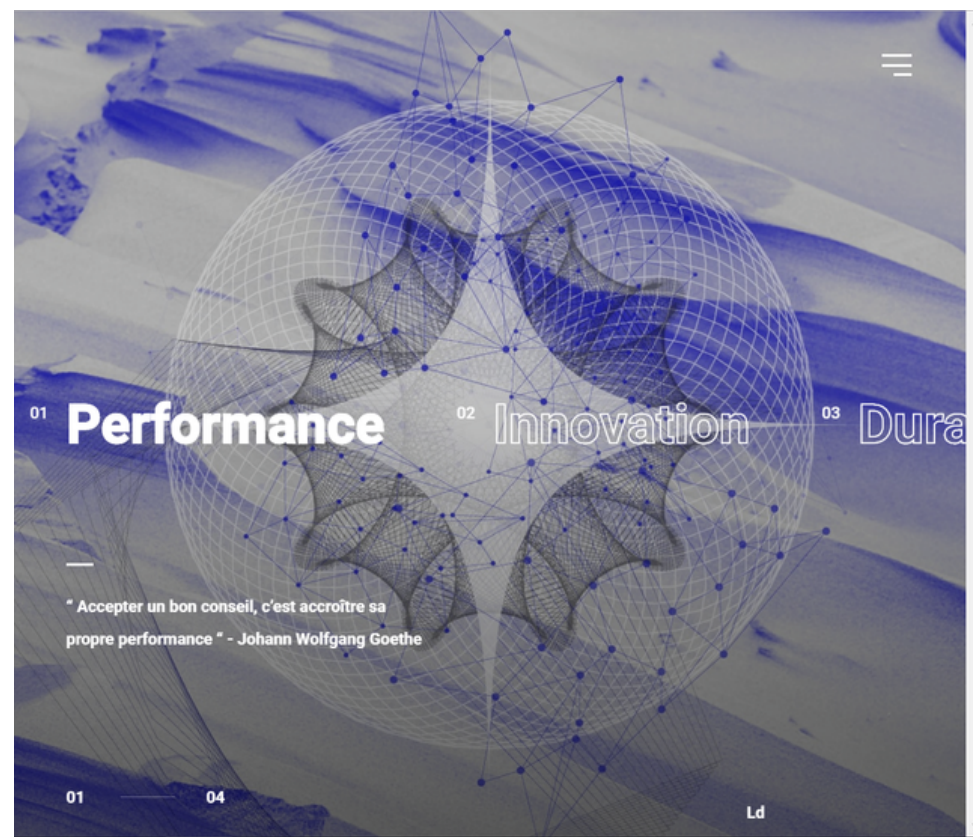 01 Performance 02 Innovation 03 Dura
“ Accepter un bon conseil, c’est accroître sa
propre performance “ - Johann Wolfgang Goethe
01 04
Ld